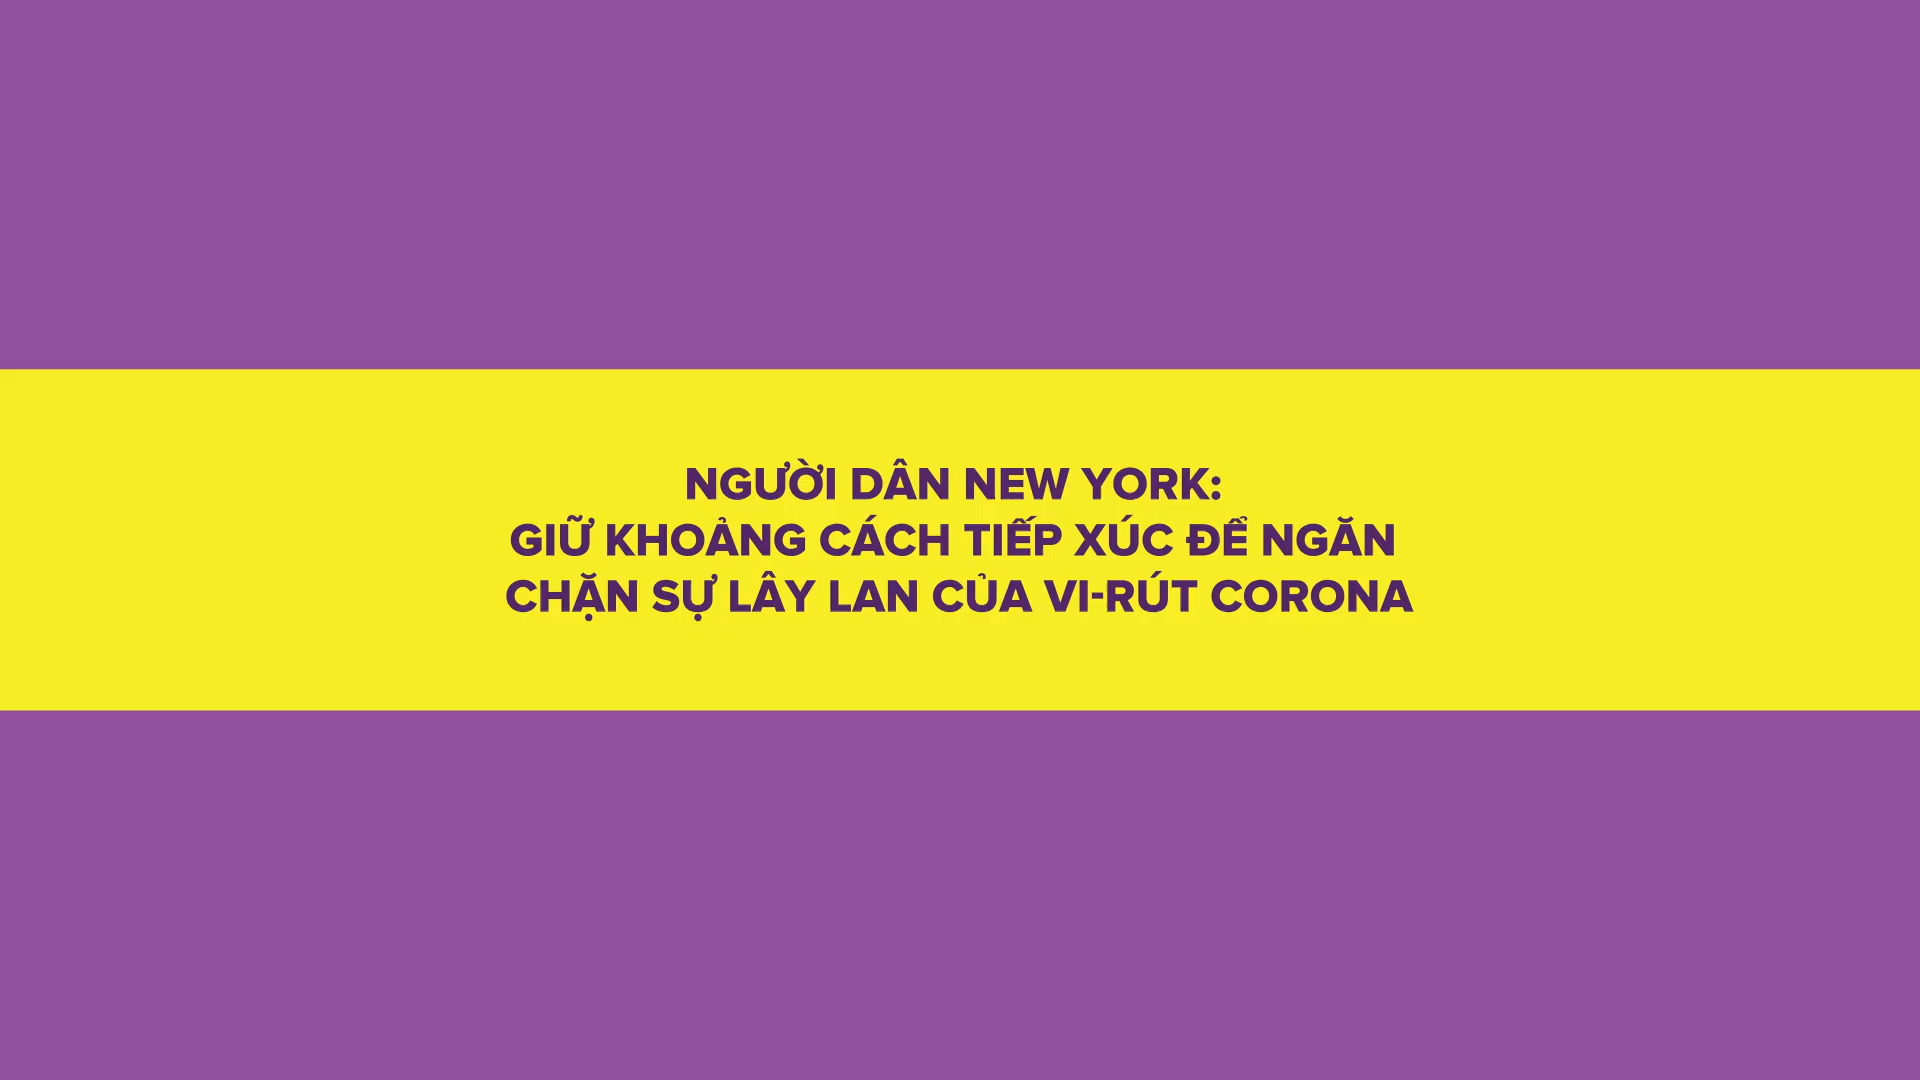 NGƯỜI DÂN NEW YORK:
GIỮ KHOẢNG CÁCH TIẾP XÚC ĐỂ NGĂN
CHẶN SỰ LÂY LAN CỦA VI-RÚT CORONA